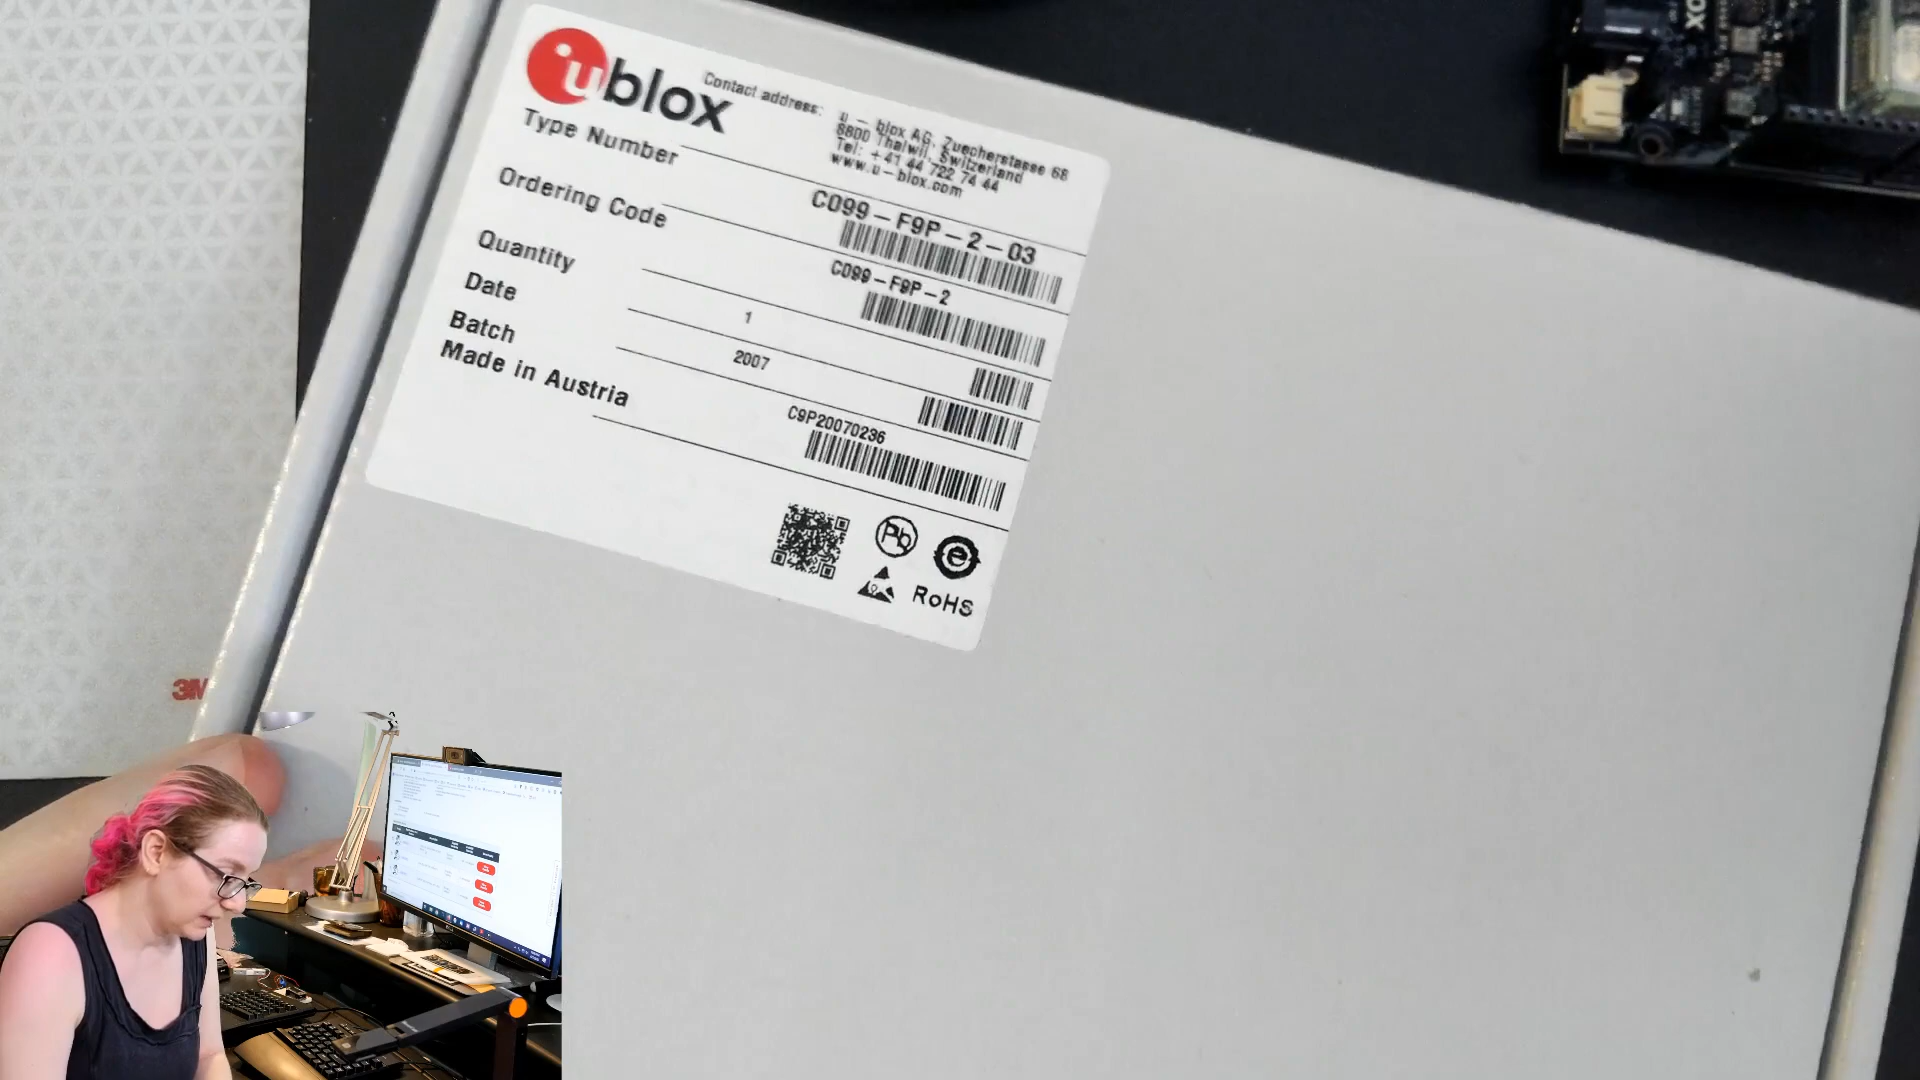 ublox
Contact address:
u - blox AG, Zuercherstasse 68
8800 Thalwil, Switzerland
Tel: +41 44 722 74 44
www.u-blox.com
Type Number
C099-F9P-2-03
Ordering Code
C099-F9P-2
Quantity
1
Date
2007
Batch
C9P20070236
Made in Austria
Pb
e
RoHS
3M